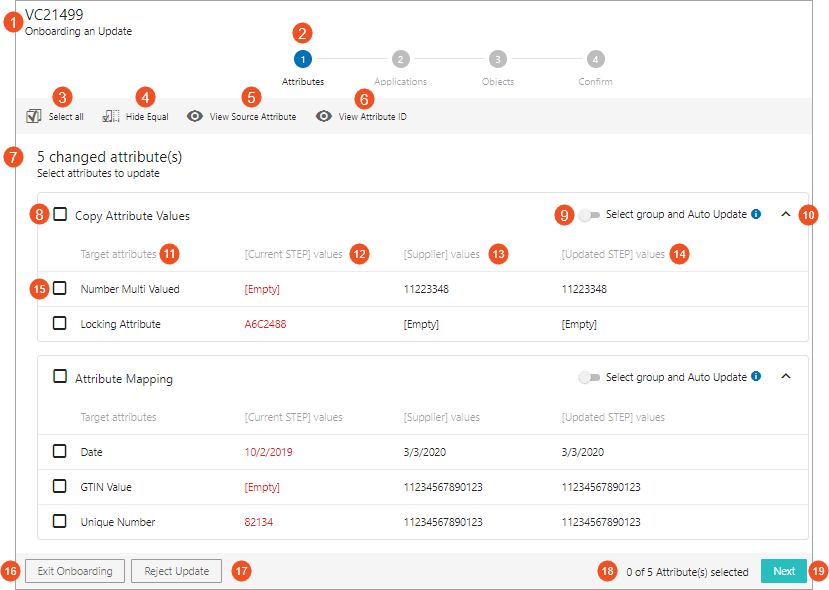 1 VC21499
Onboarding an Update
2
1 2 3 4
Attributes Applications Objects Confirm
3 4 5 6
Select all Hide Equal View Source Attribute View Attribute ID
7 5 changed attribute(s)
Select attributes to update
8 Copy Attribute Values 9 Select group and Auto Update i 10
Target attributes 11 [Current STEP] values 12 [Supplier] values 13 [Updated STEP] values 14
15 Number Multi Valued [Empty] 11223348 11223348
Locking Attribute A6C2488 [Empty] [Empty]
Attribute Mapping Select group and Auto Update i
Target attributes [Current STEP] values [Supplier] values [Updated STEP] values
Date 10/2/2019 3/3/2020 3/3/2020
GTIN Value [Empty] 11234567890123 11234567890123
Unique Number 82134 11234567890123 11234567890123
16 Exit Onboarding Reject Update 17 18 0 of 5 Attribute(s) selected Next 19